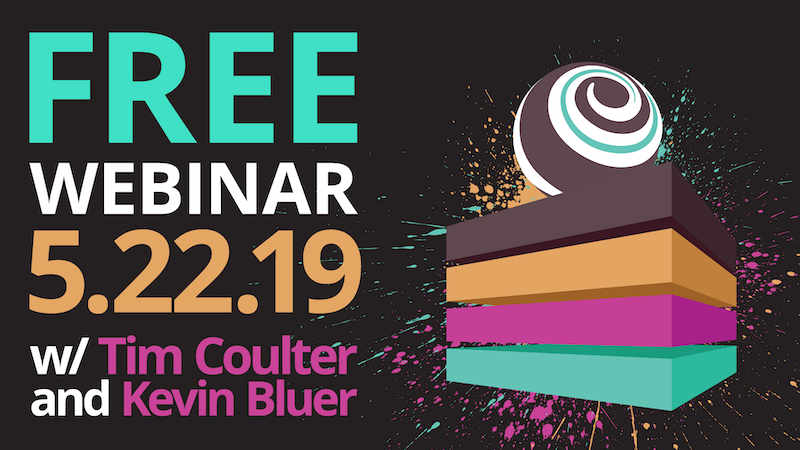 FREE
WEBINAR
5.22.19
w/ Tim Coulter
and Kevin Bluer